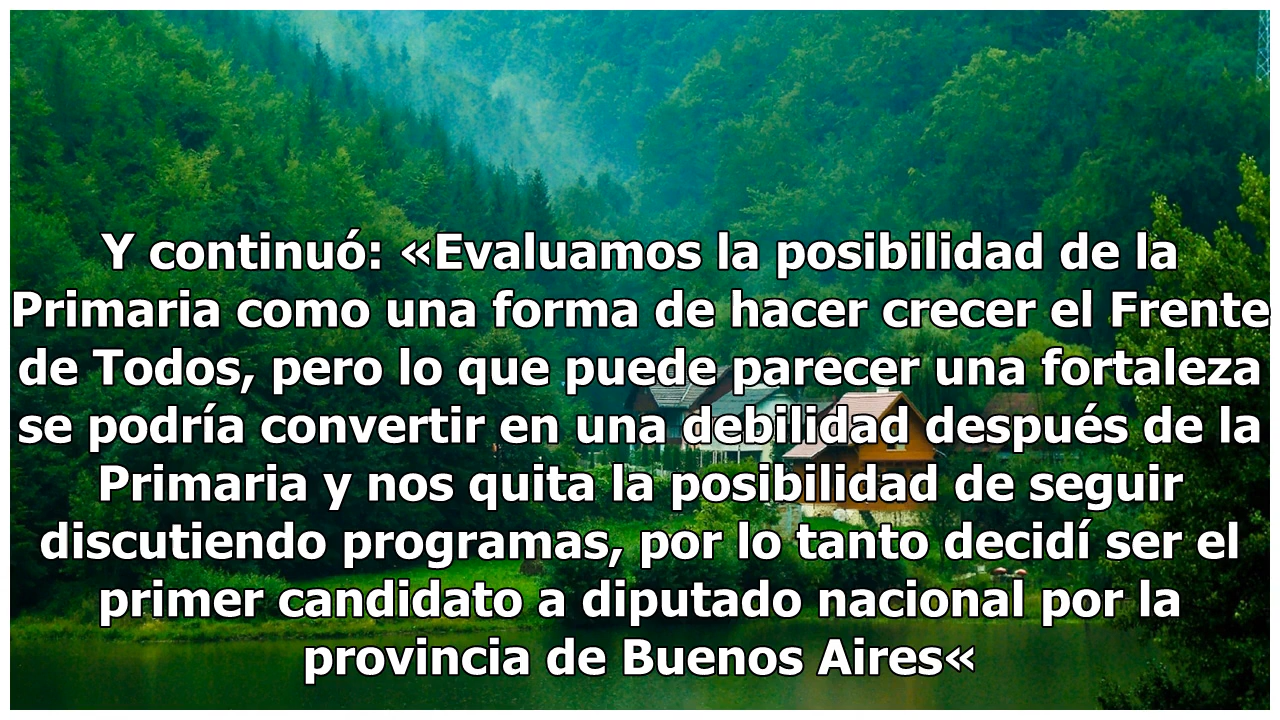 Y continuó: «Evaluamos la posibilidad de la
Primaria como una forma de hacer crecer el Frente
de Todos, pero lo que puede parecer una fortaleza
se podría convertir en una debilidad después de la
Primaria y nos quita la posibilidad de seguir
discutiendo programas, por lo tanto decidí ser el
primer candidato a diputado nacional por la
provincia de Buenos Aires«